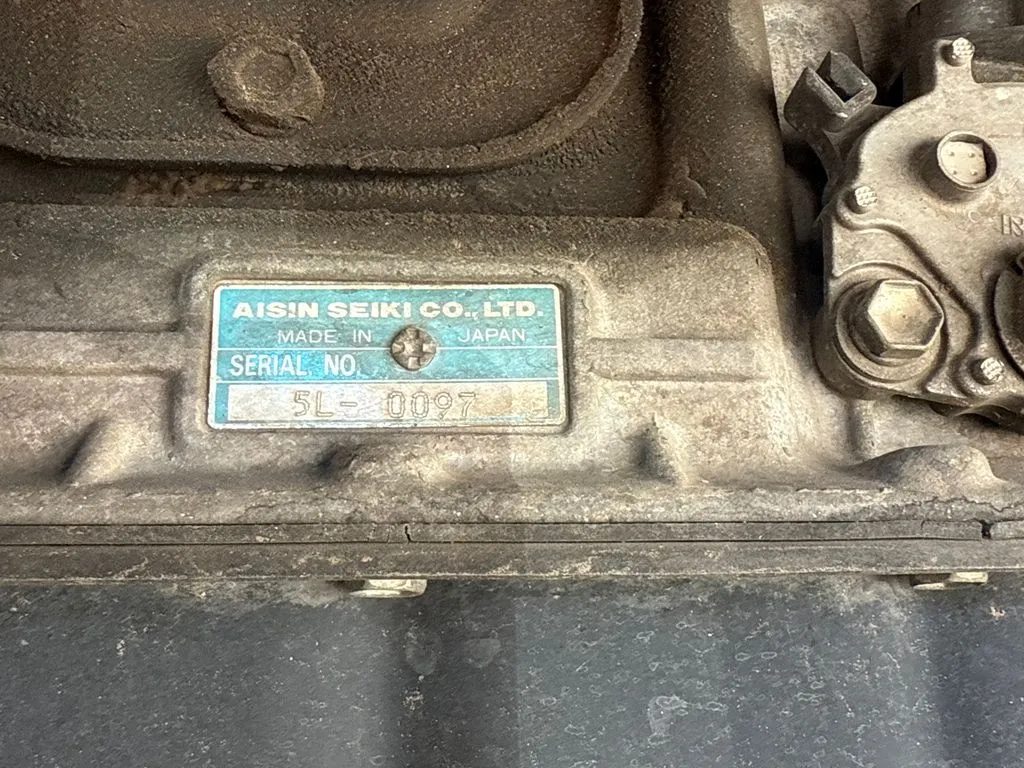 AISIN SEIKI CO., LTD.
MADE IN JAPAN
SERIAL NO.
5L- 0097